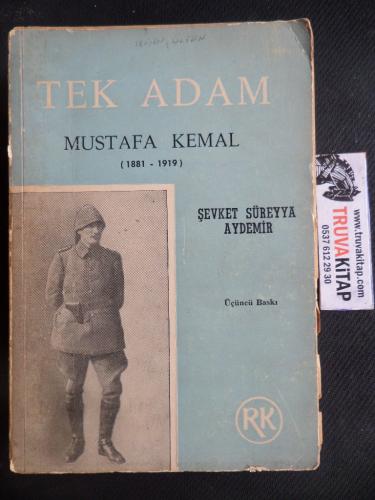 TEK ADAM
MUSTAFA KEMAL
(1881 - 1919)
ŞEVKET SÜREYYA
AYDEMİR
Üçüncü Baskı
RK
www.truvakitap.com
TRUVAKİTAP
0537 612 29 30